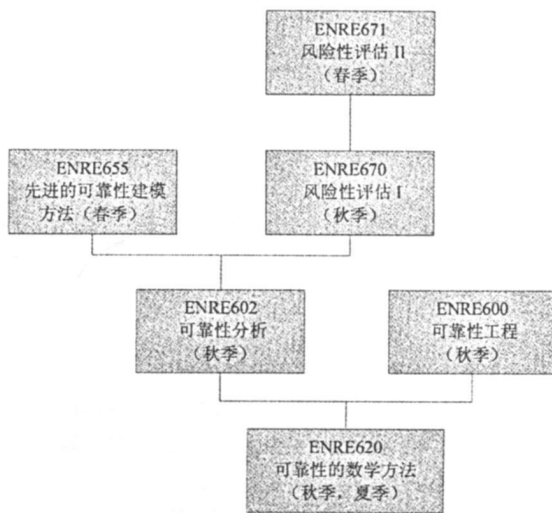 ENRE671
风险性评估 II
（春季）
ENRE655
先进的可靠性建模
方法（春季）
ENRE670
风险性评估 I
（秋季）
ENRE602
可靠性分析
（秋季）
ENRE600
可靠性工程
（秋季）
ENRE620
可靠性的数学方法
（秋季，夏季）